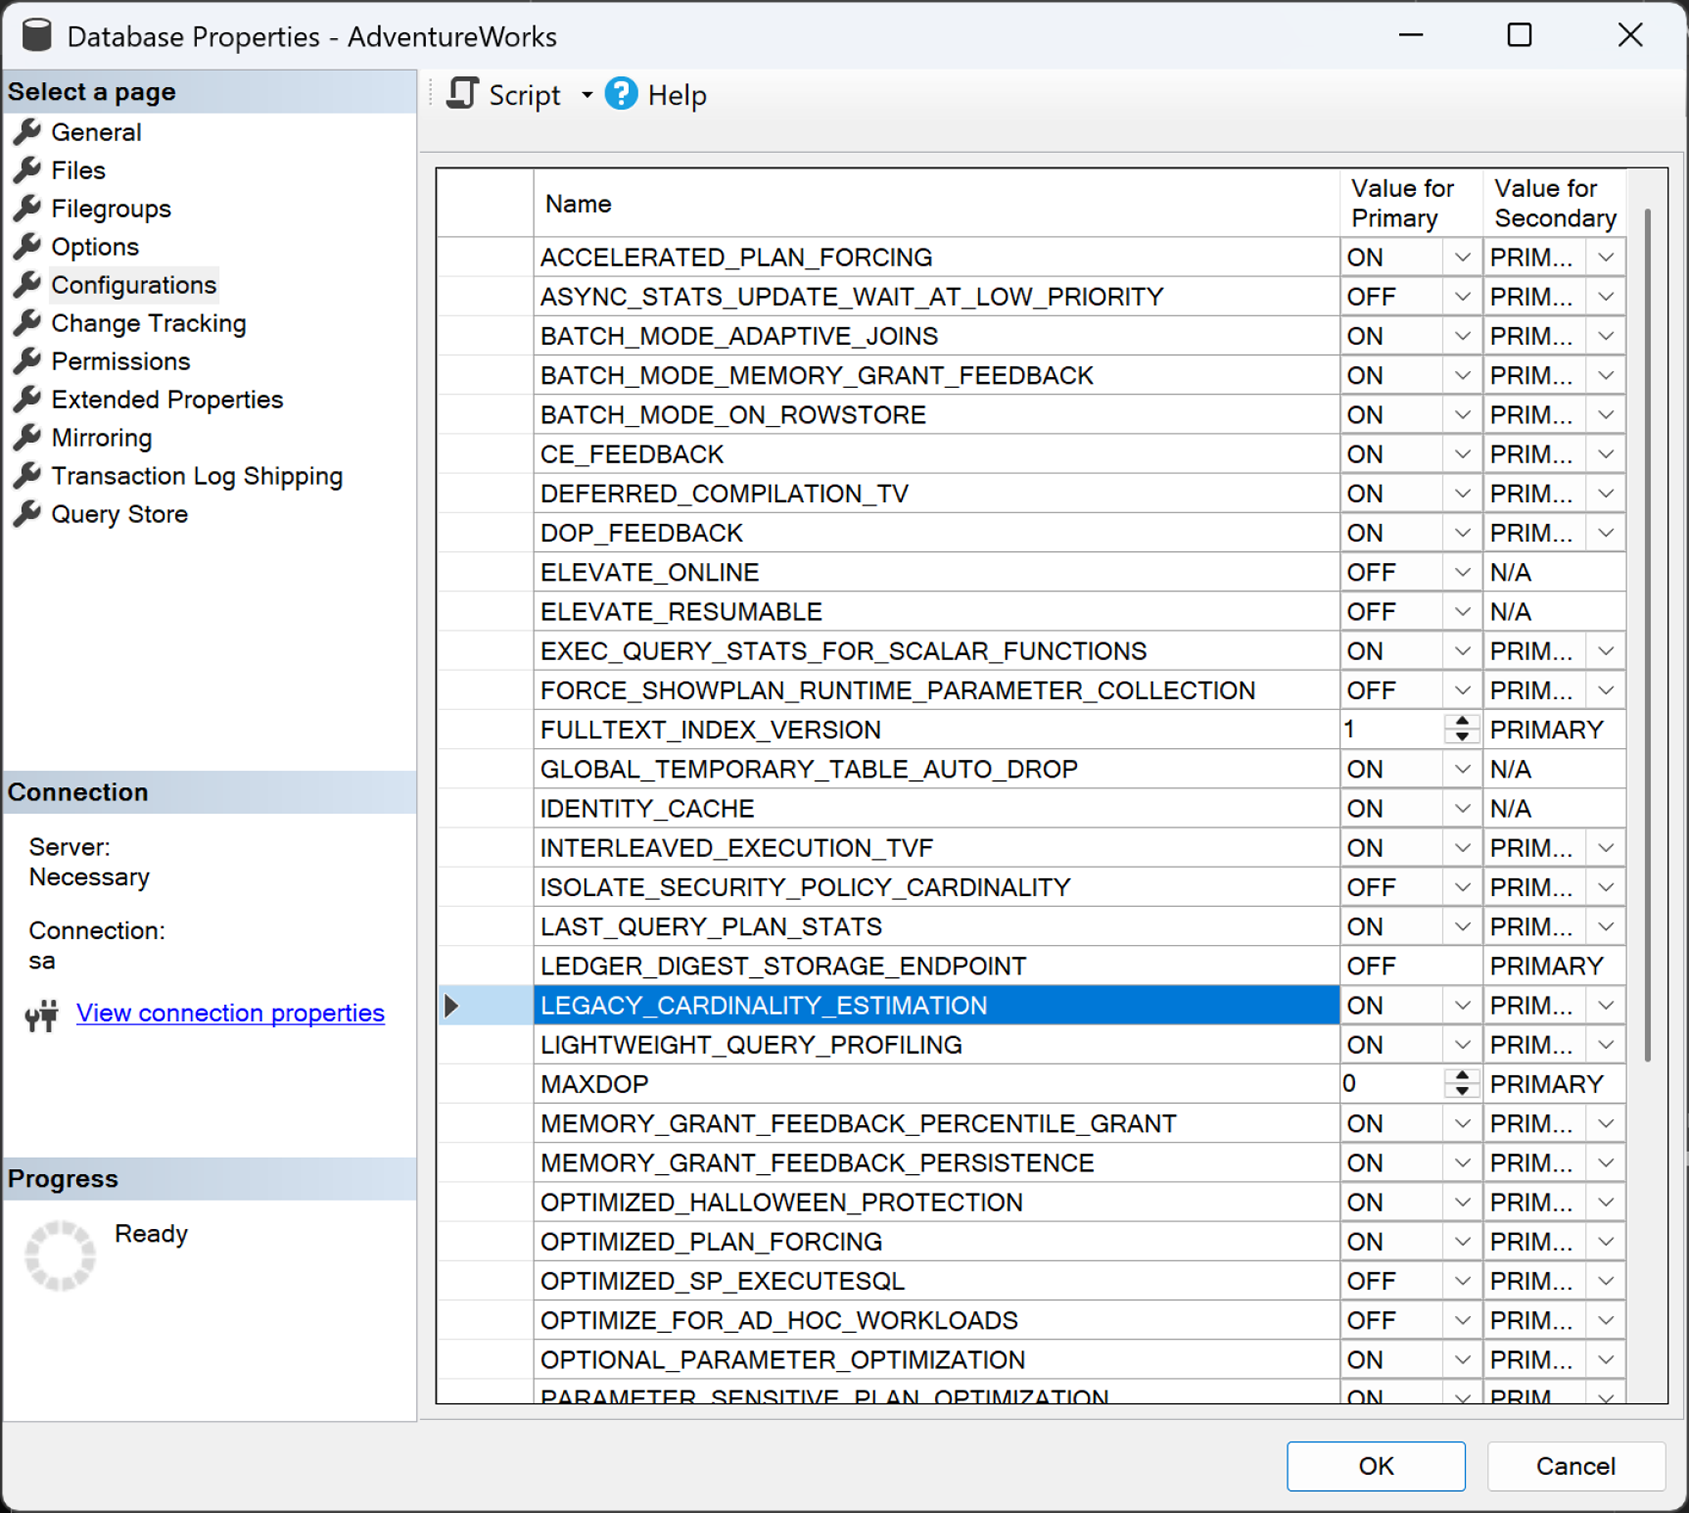 Database Properties - AdventureWorks
Select a page
General
Files
Filegroups
Options
Configurations
Change Tracking
Permissions
Extended Properties
Mirroring
Transaction Log Shipping
Query Store
Connection
Server:
Necessary
Connection:
sa
View connection properties
Progress
Ready
Script ? Help
Name Value for Primary Value for Secondary
ACCELERATED_PLAN_FORCING ON PRIM...
ASYNC_STATS_UPDATE_WAIT_AT_LOW_PRIORITY OFF PRIM...
BATCH_MODE_ADAPTIVE_JOINS ON PRIM...
BATCH_MODE_MEMORY_GRANT_FEEDBACK ON PRIM...
BATCH_MODE_ON_ROWSTORE ON PRIM...
CE_FEEDBACK ON PRIM...
DEFERRED_COMPILATION_TV ON PRIM...
DOP_FEEDBACK ON PRIM...
ELEVATE_ONLINE OFF N/A
ELEVATE_RESUMABLE OFF N/A
EXEC_QUERY_STATS_FOR_SCALAR_FUNCTIONS ON PRIM...
FORCE_SHOWPLAN_RUNTIME_PARAMETER_COLLECTION OFF PRIM...
FULLTEXT_INDEX_VERSION 1 PRIMARY
GLOBAL_TEMPORARY_TABLE_AUTO_DROP ON N/A
IDENTITY_CACHE ON N/A
INTERLEAVED_EXECUTION_TVF ON PRIM...
ISOLATE_SECURITY_POLICY_CARDINALITY OFF PRIM...
LAST_QUERY_PLAN_STATS ON PRIM...
LEDGER_DIGEST_STORAGE_ENDPOINT OFF PRIMARY
LEGACY_CARDINALITY_ESTIMATION ON PRIM...
LIGHTWEIGHT_QUERY_PROFILING ON PRIM...
MAXDOP 0 PRIMARY
MEMORY_GRANT_FEEDBACK_PERCENTILE_GRANT ON PRIM...
MEMORY_GRANT_FEEDBACK_PERSISTENCE ON PRIM...
OPTIMIZED_HALLOWEEN_PROTECTION ON PRIM...
OPTIMIZED_PLAN_FORCING ON PRIM...
OPTIMIZED_SP_EXECUTESQL OFF PRIM...
OPTIMIZE_FOR_AD_HOC_WORKLOADS OFF PRIM...
OPTIONAL_PARAMETER_OPTIMIZATION ON PRIM...
PARAMETER_SENSITIVE_PLAN_OPTIMIZATION ON PRIM...
OK Cancel